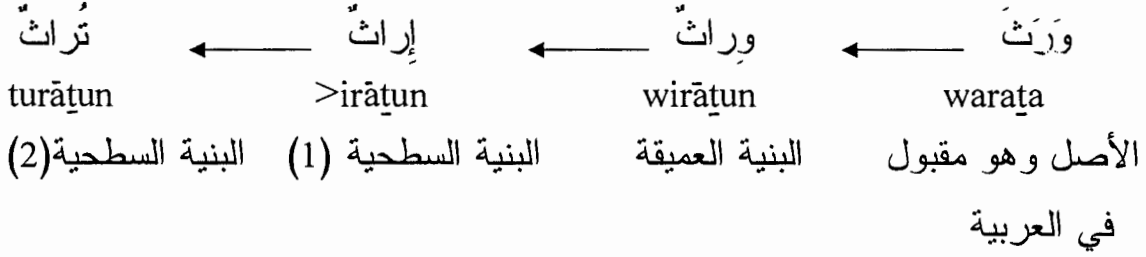 وَرَثَ ← وِراثٌ ← إِراثٌ ← تُراثٌ
waraṯa wirāṯun >irāṯun turāṯun
الأصل وهو مقبول البنية العميقة البنية السطحية (1) البنية السطحية(2)
في العربية